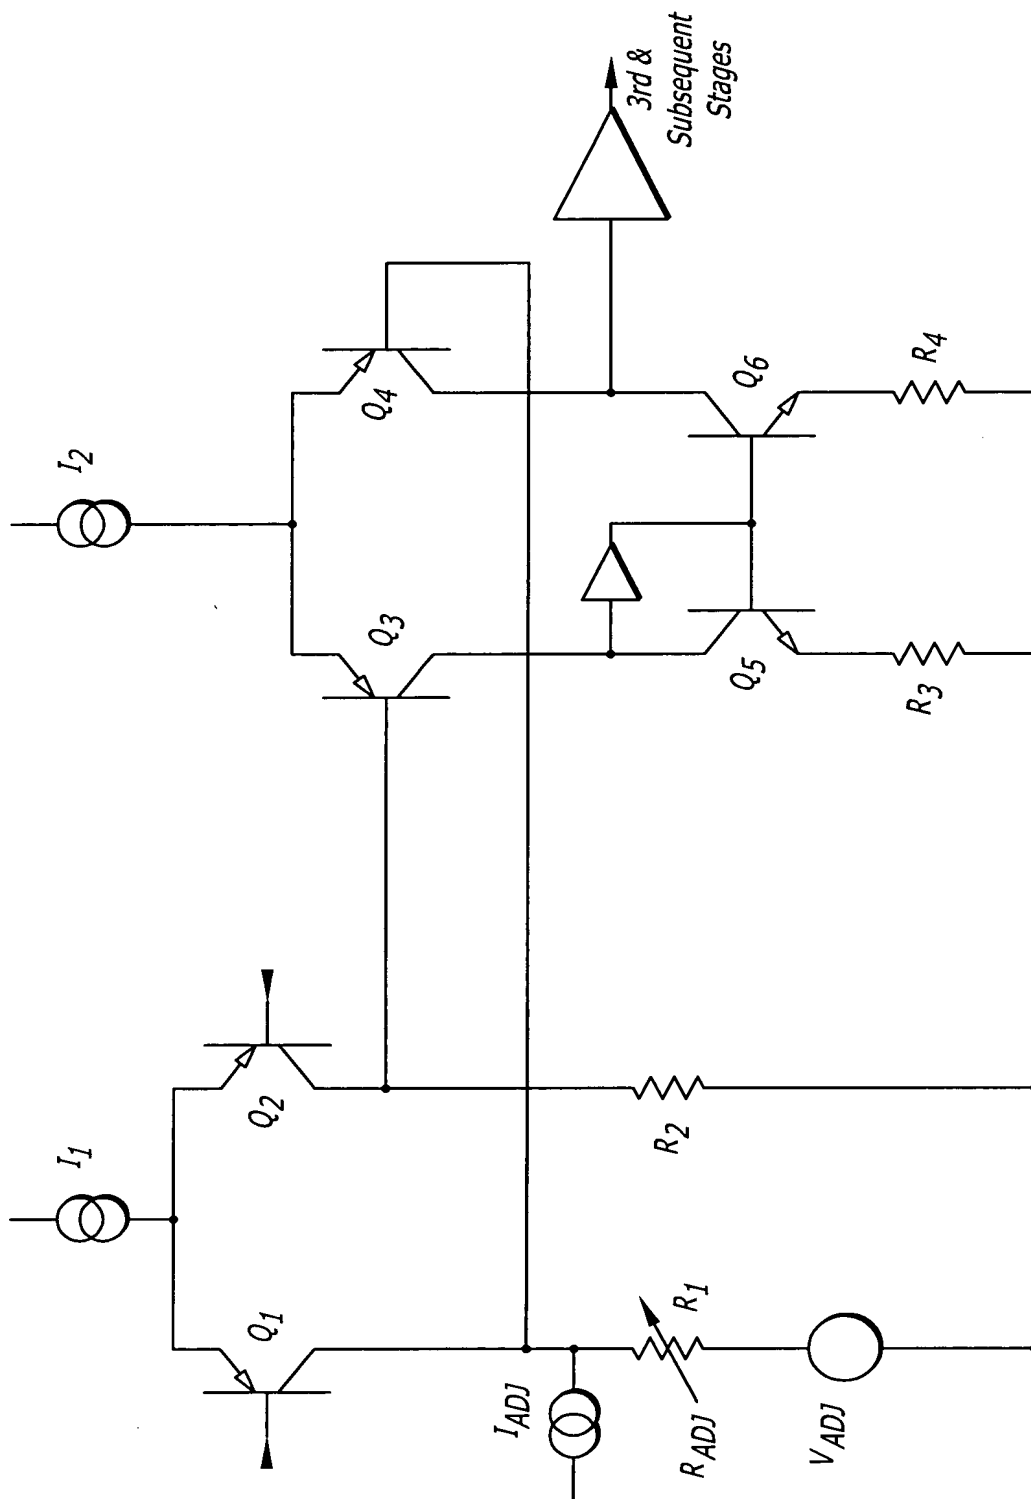 I2
I1
3rd &
Subsequent
Stages
Q4
Q3
Q2
Q1
Q6
Q5
R4
R3
R2
IADJ
R1
RADJ
VADJ